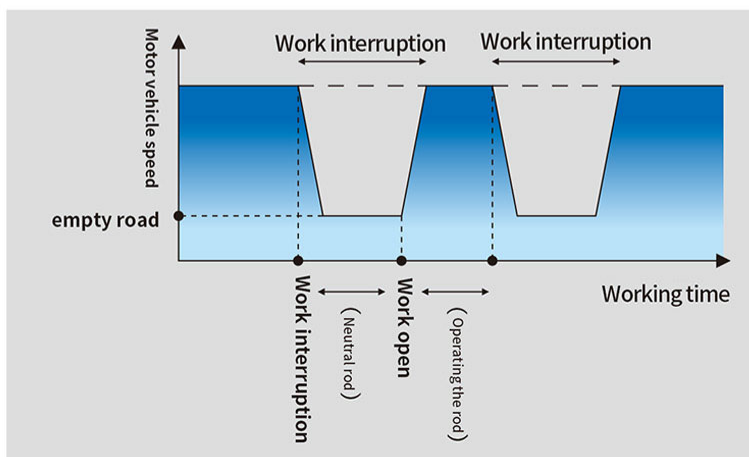 Motor vehicle speed
Work interruption
Work interruption
empty road
Working time
Work interruption
(Neutral rod)
Work open
(Operating the rod)